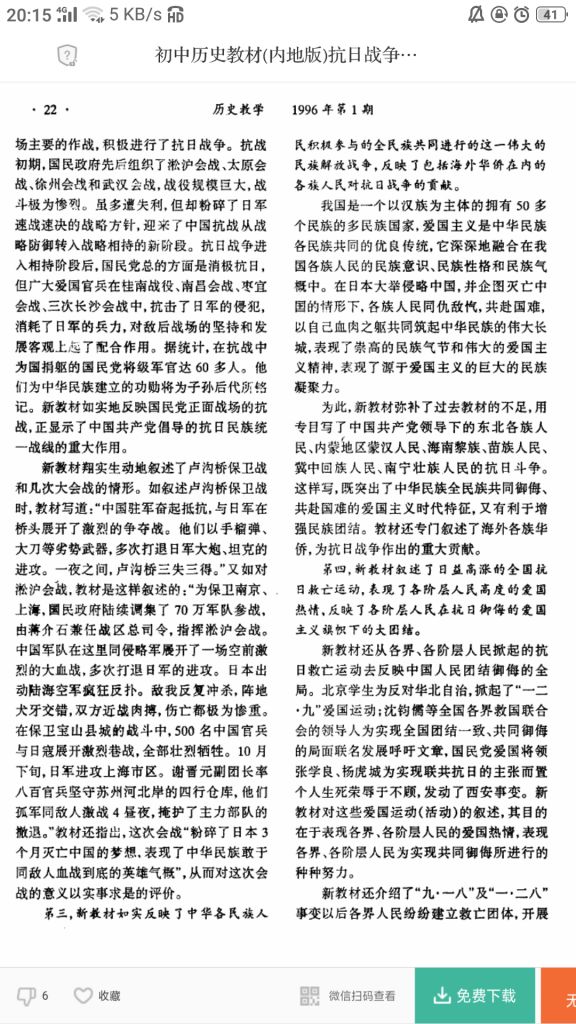 20:15 4G 5 KB/s HD 41
初中历史教材(内地版)抗日战争…
·22· 历史教学 1996年第1期
场主要的作战，积极进行了抗日战争。抗战
初期，国民政府先后组织了淞沪会战、太原会
战、徐州会战和武汉会战，战役规模巨大，战
斗极为惨烈。虽多遭失利，但却粉碎了日军
速战速决的战略方针，迎来了中国抗战从战
略防御转入战略相持的新阶段。抗日战争进
入相持阶段后，国民党总的方面是消极抗日，
但广大爱国官兵在桂南战役、南昌会战、枣宜
会战、三次长沙会战中，抗击了日军的侵犯，
消耗了日军的兵力，对敌后战场的坚持和发
展客观上起了配合作用。据统计，在抗战中
为国捐躯的国民党将级军官达60多人。他
们为中华民族建立的功勋将为子孙后代所铭
记。新教材如实地反映国民党正面战场的抗
战，正显示了中国共产党倡导的抗日民族统
一战线的重大作用。
新教材翔实生动地叙述了卢沟桥保卫战
和几次大会战的情形。如叙述卢沟桥保卫战
时，教材写道：“中国驻军奋起抵抗，与日军在
桥头展开了激烈的争夺战。他们以手榴弹、
大刀等劣势武器，多次打退日军大炮、坦克的
进攻。一夜之间，卢沟桥三失三得。”又如对
淞沪会战，教材是这样叙述的：“为保卫南京、
上海，国民政府陆续调集了70万军队参战，
由蒋介石兼任战区总司令，指挥淞沪会战。
中国军队在这里同侵略军展开了一场空前激
烈的大血战，多次打退日军的进攻。日本出
动陆海空军疯狂反扑。敌我反复冲杀，阵地
犬牙交错，双方近战肉搏，伤亡都极为惨重。
在保卫宝山县城的战斗中，500名中国官兵
与日寇展开激烈巷战，全部壮烈牺牲。10月
下旬，日军进攻上海市区。谢晋元副团长率
八百官兵坚守苏州河北岸的四行仓库，他们
孤军同敌人激战4昼夜，掩护了主力部队的
撤退。”教材还指出，这次会战“粉碎了日本3
个月灭亡中国的梦想，表现了中华民族敢于
同敌人血战到底的英雄气概”，从而对这次会
战的意义以实事求是的评价。
第三，新教材如实反映了中华各民族人
民积极参与的全民族共同进行的这一伟大的
民族解放战争，反映了包括海外华侨在内的
各族人民对抗日战争的贡献。
我国是一个以汉族为主体的拥有50多
个民族的多民族国家，爱国主义是中华民族
各民族共同的优良传统，它深深地融合在我
国各族人民的民族意识、民族性格和民族气
概中。在日本大举侵略中国，并企图灭亡中
国的情形下，各族人民同仇敌忾，共赴国难，
以自己血肉之躯共同筑起中华民族的伟大长
城，表现了崇高的民族气节和伟大的爱国主
义精神，表现了源于爱国主义的巨大的民族
凝聚力。
为此，新教材弥补了过去教材的不足，用
专目写了中国共产党领导下的东北各族人
民、内蒙地区蒙汉人民、海南黎族、苗族人民、
冀中回族人民、南宁壮族人民的抗日斗争。
这样写，既突出了中华民族全民族共同御侮、
共赴国难的爱国主义时代特征，又有利于增
强民族团结。教材还专门叙述了海外各族华
侨，为抗日战争作出的重大贡献。
第四，新教材叙述了日益高涨的全国抗
日救亡运动，表现了各阶层人民高度的爱国
热情，反映了各阶层人民在抗日御侮的爱国
主义旗帜下的大团结。
新教材还从各界、各阶层人民掀起的抗
日救亡运动去反映中国人民团结御侮的全
局。北京学生为反对华北自治，掀起了“一二
·九”爱国运动；沈钧儒等全国各界救国联合
会的领导人为实现全国团结一致、共同御侮
的局面联名发展呼吁文章，国民党爱国将领
张学良、杨虎城为实现联共抗日的主张而置
个人生死荣辱于不顾，发动了西安事变。新
教材对这些爱国运动(活动)的叙述，其目的
在于表现各界、各阶层人民的爱国热情，表现
各界、各阶层人民为实现共同御侮所进行的
种种努力。
新教材还介绍了“九·一八”及“一·二八”
事变以后各界人民纷纷建立救亡团体，开展
6 收藏 微信扫码查看 免费下载 无